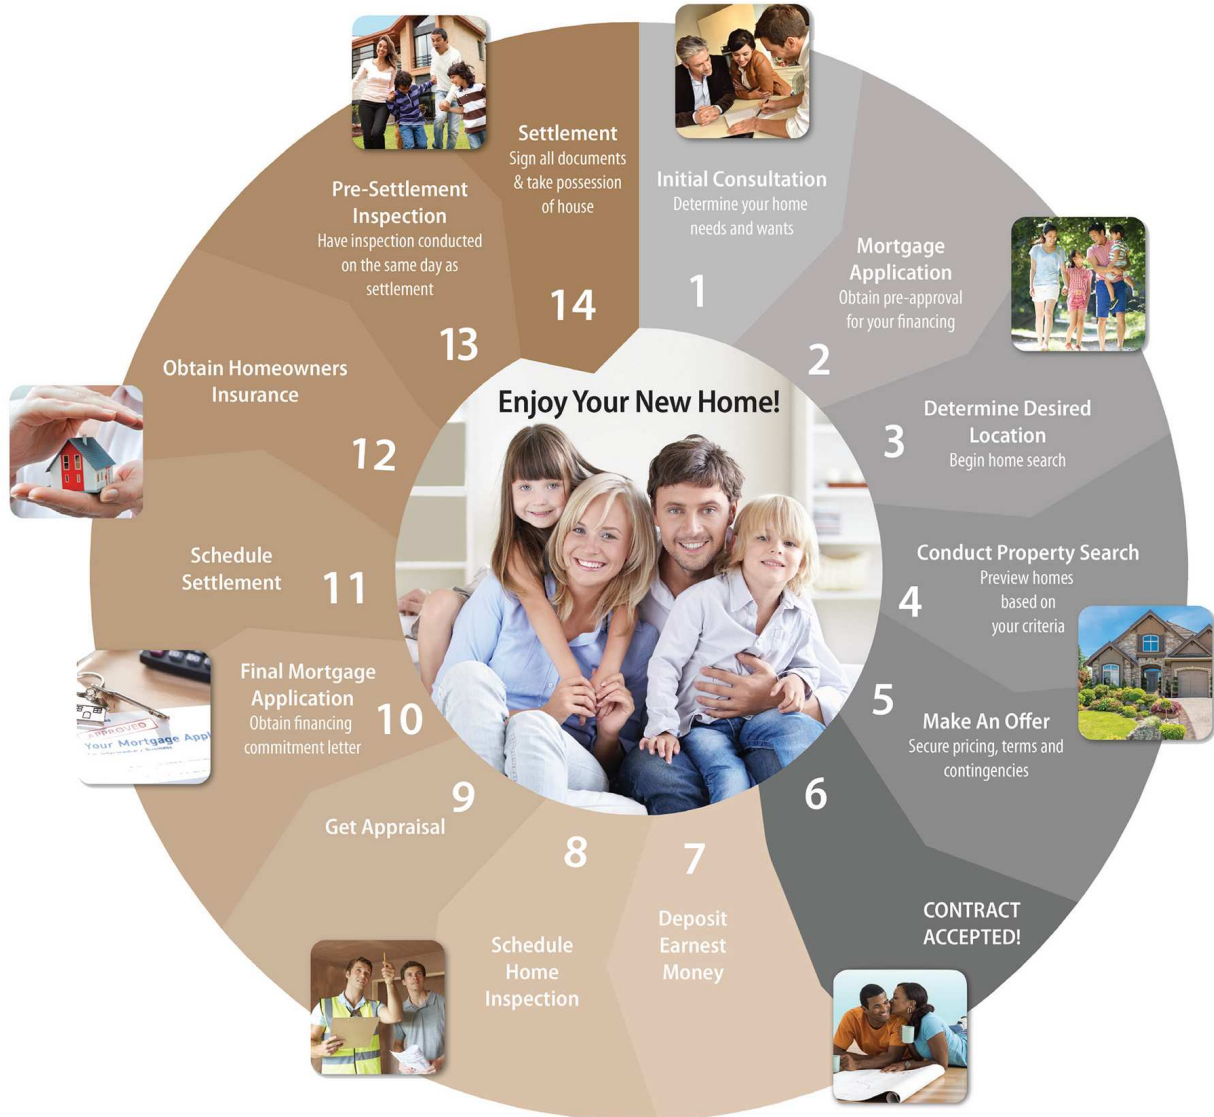 Initial Consultation
Determine your home
needs and wants
1
Mortgage
Application
Obtain pre-approval
for your financing
2
Determine Desired
Location
Begin home search
3
Conduct Property Search
Preview homes
based on
your criteria
4
Make An Offer
Secure pricing, terms and
contingencies
5
CONTRACT
ACCEPTED!
6
7
Deposit
Earnest
Money
8
Schedule
Home
Inspection
9
Get Appraisal
10
Final Mortgage
Application
Obtain financing
commitment letter
APPROVED
Your Mortgage Appl
11
Schedule
Settlement
12
Obtain Homeowners
Insurance
13
Pre-Settlement
Inspection
Have inspection conducted
on the same day as
settlement
14
Settlement
Sign all documents
& take possession
of house
Enjoy Your New Home!